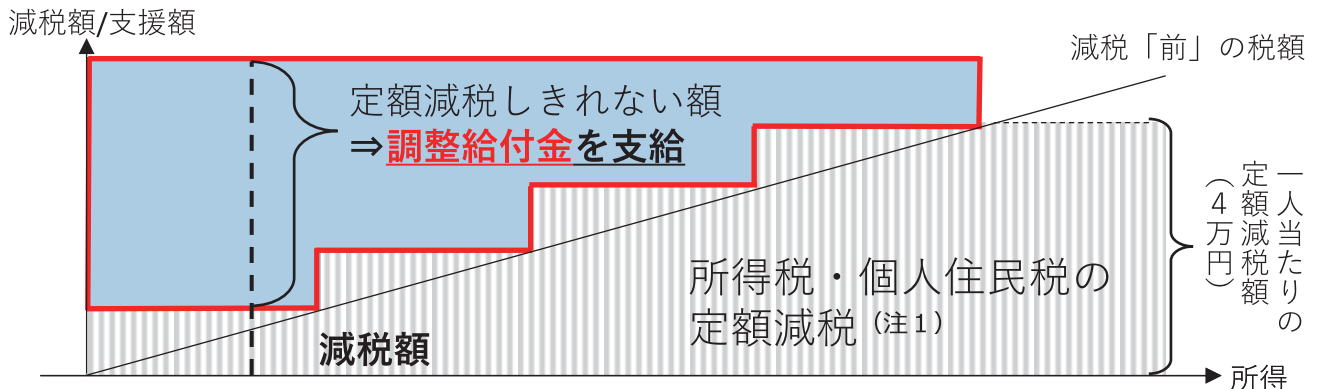 減税額/支援額
減税「前」の税額
定額減税しきれない額
⇒調整給付金を支給
一人当たりの
定額減税額
（４万円）
所得税・個人住民税の
定額減税（注１）
減税額
所得